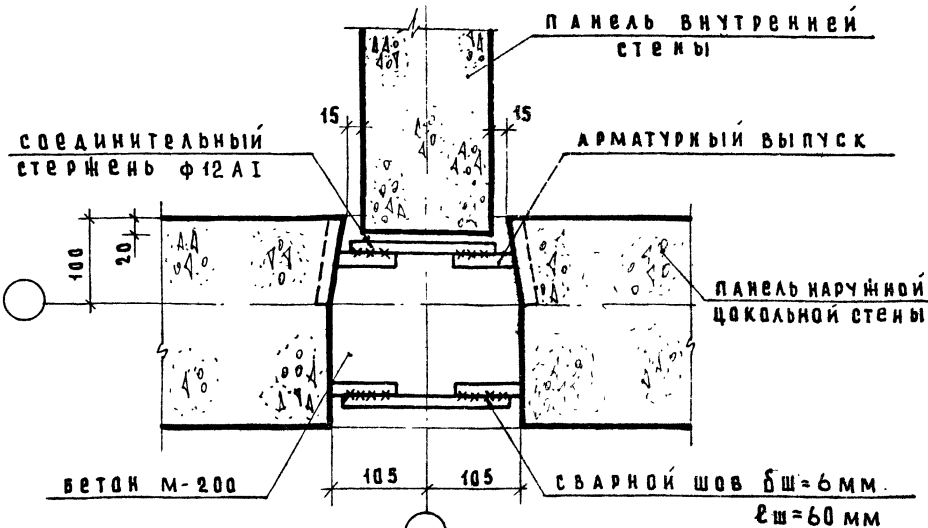 ПАНЕЛЬ ВНУТРЕННЕЙ
СТЕНЫ
15
15
СОЕДИНИТЕЛЬНЫЙ
СТЕРЖЕНЬ ф12АI
АРМАТУРНЫЙ ВЫПУСК
100
20
ПАНЕЛЬ НАРУЖНОЙ
ЦОКОЛЬНОЙ СТЕНЫ
105
105
БЕТОН М-200
СВАРНОЙ ШОВ δш=6мм.
ℓш=60 мм